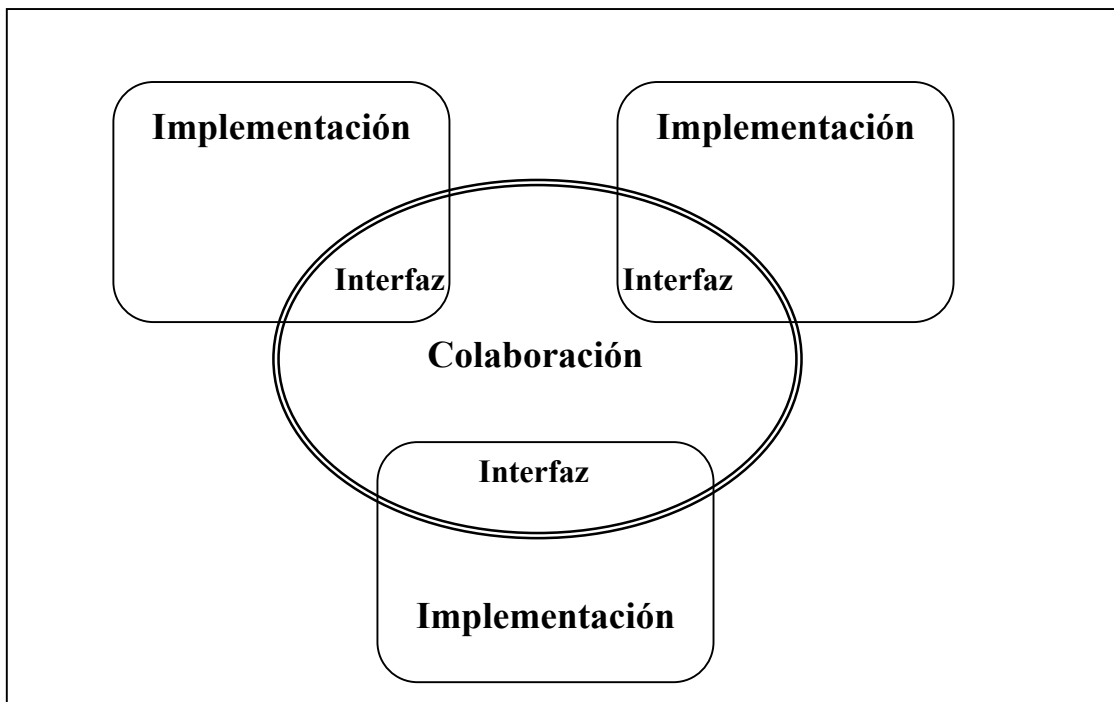 Implementación
Implementación
Interfaz
Interfaz
Colaboración
Interfaz
Implementación